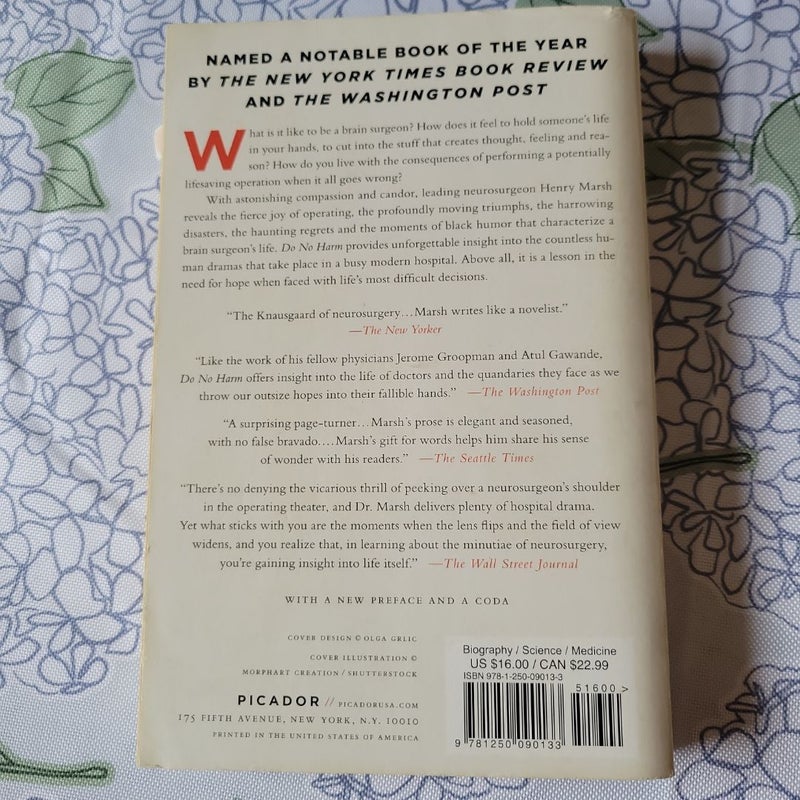 NAMED A NOTABLE BOOK OF THE YEAR
BY THE NEW YORK TIMES BOOK REVIEW
AND THE WASHINGTON POST
What is it like to be a brain surgeon? How does it feel to hold someone's life
in your hands, to cut into the stuff that creates thought, feeling and rea-
son? How do you live with the consequences of performing a potentially
lifesaving operation when it all goes wrong?
With astonishing compassion and candor, leading neurosurgeon Henry Marsh
reveals the fierce joy of operating, the profoundly moving triumphs, the harrowing
disasters, the haunting regrets and the moments of black humor that characterize a
brain surgeon's life. Do No Harm provides unforgettable insight into the countless hu-
man dramas that take place in a busy modern hospital. Above all, it is a lesson in the
need for hope when faced with life's most difficult decisions.
"The Knausgaard of neurosurgery…Marsh writes like a novelist."
—The New Yorker
"Like the work of his fellow physicians Jerome Groopman and Atul Gawande,
Do No Harm offers insight into the life of doctors and the quandaries they face as we
throw our outsize hopes into their fallible hands." —The Washington Post
"A surprising page-turner…Marsh's prose is elegant and seasoned,
with no false bravado.…Marsh's gift for words helps him share his sense
of wonder with his readers." —The Seattle Times
"There's no denying the vicarious thrill of peeking over a neurosurgeon's shoulder
in the operating theater, and Dr. Marsh delivers plenty of hospital drama.
Yet what sticks with you are the moments when the lens flips and the field of view
widens, and you realize that, in learning about the minutiae of neurosurgery,
you're gaining insight into life itself." —The Wall Street Journal
WITH A NEW PREFACE AND A CODA
COVER DESIGN © OLGA GRLIC
COVER ILLUSTRATION ©
MORPHART CREATION / SHUTTERSTOCK
PICADOR // PICADORUSA.COM
175 FIFTH AVENUE, NEW YORK, N.Y. 10010
PRINTED IN THE UNITED STATES OF AMERICA
Biography / Science / Medicine
US $16.00 / CAN $22.99
ISBN 978-1-250-09013-3
51600 >
9 781250 090133